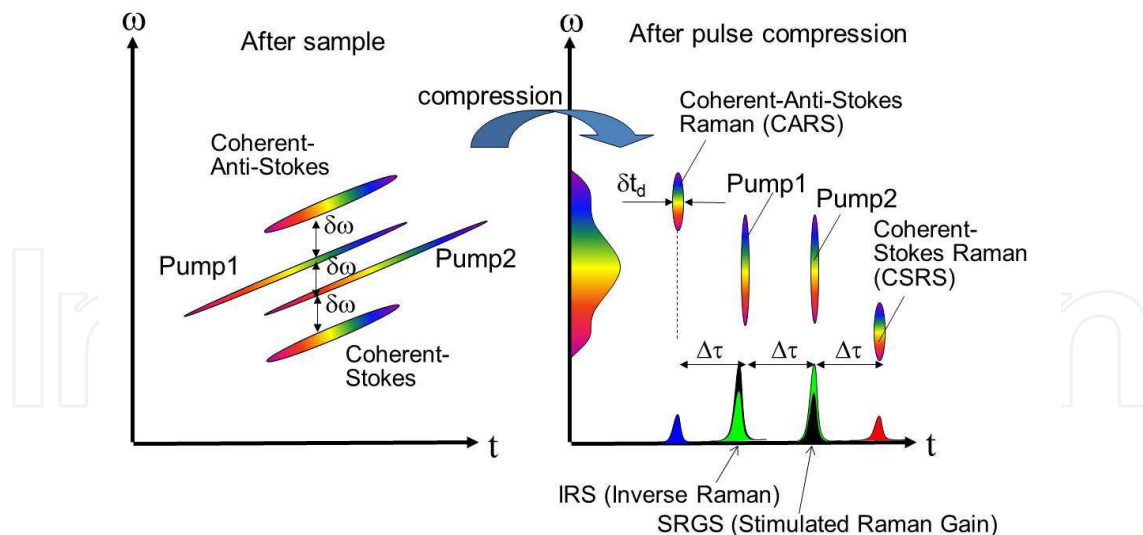 ω
After sample
Coherent-
Anti-Stokes
δω
Pump1
δω
Pump2
δω
Coherent-
Stokes
t
compression
ω
After pulse compression
Coherent-Anti-Stokes
Raman (CARS)
δt_d
Pump1
Pump2
Coherent-
Stokes Raman
(CSRS)
Δτ
Δτ
Δτ
t
IRS (Inverse Raman)
SRGS (Stimulated Raman Gain)